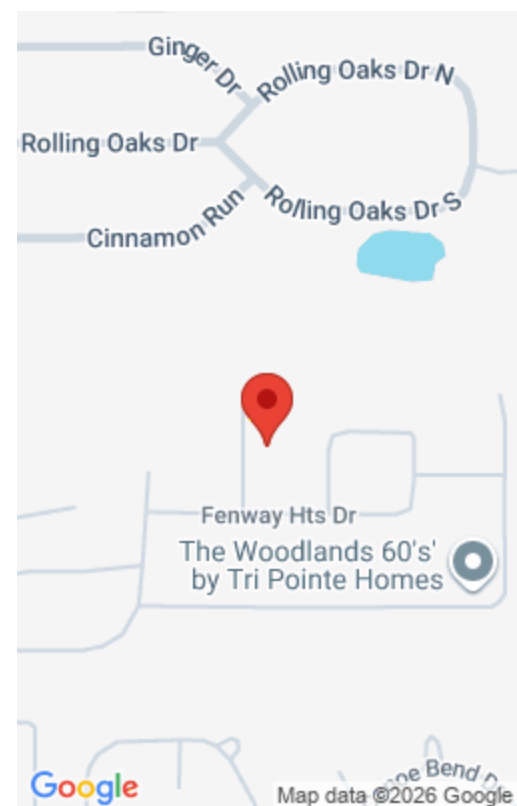 Ginger Dr
Rolling Oaks Dr N
Rolling Oaks Dr
Rolling Oaks Dr S
Cinnamon Run
Fenway Hts Dr
The Woodlands 60's'
by Tri Pointe Homes
Bend
Google
Map data ©2026 Google